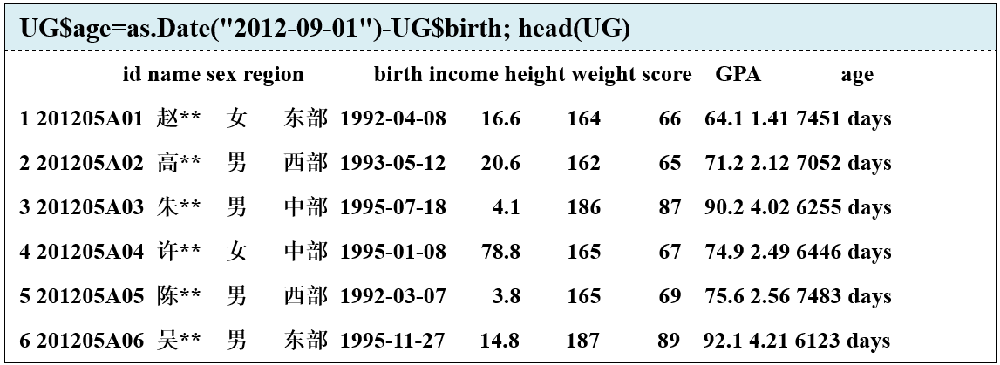 UG$age=as.Date("2012-09-01")-UG$birth; head(UG)
id name sex region birth income height weight score GPA age
1 201205A01 赵** 女 东部 1992-04-08 16.6 164 66 64.1 1.41 7451 days
2 201205A02 高** 男 西部 1993-05-12 20.6 162 65 71.2 2.12 7052 days
3 201205A03 朱** 男 中部 1995-07-18 4.1 186 87 90.2 4.02 6255 days
4 201205A04 许** 女 中部 1995-01-08 78.8 165 67 74.9 2.49 6446 days
5 201205A05 陈** 男 西部 1992-03-07 3.8 165 69 75.6 2.56 7483 days
6 201205A06 吴** 男 东部 1995-11-27 14.8 187 89 92.1 4.21 6123 days